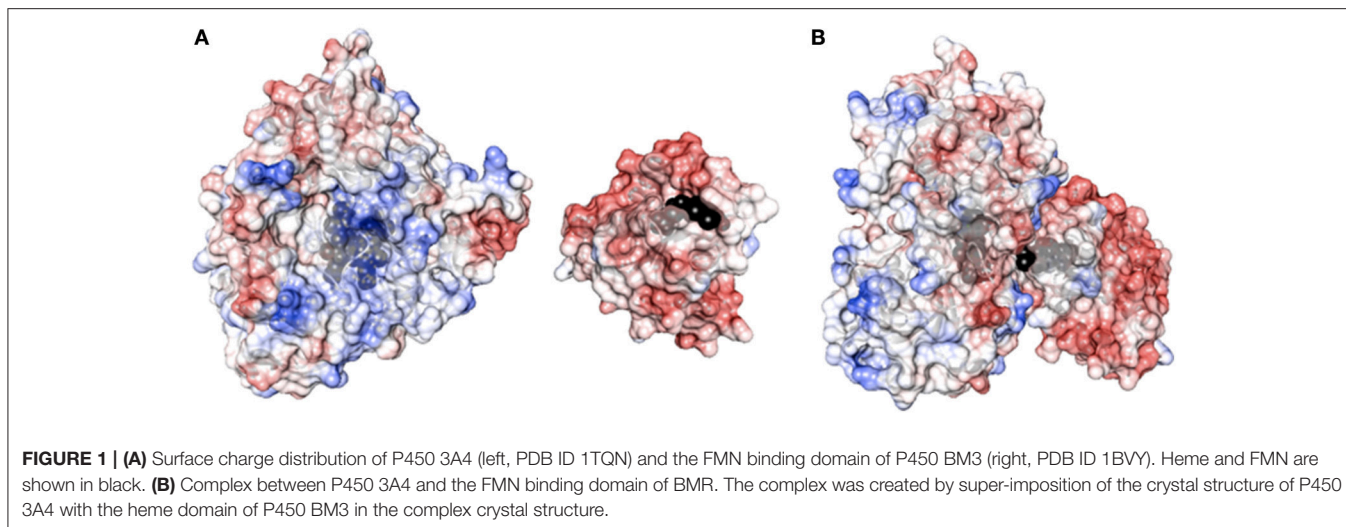 A
B
FIGURE 1 | (A) Surface charge distribution of P450 3A4 (left, PDB ID 1TQN) and the FMN binding domain of P450 BM3 (right, PDB ID 1BVY). Heme and FMN are
shown in black. (B) Complex between P450 3A4 and the FMN binding domain of BMR. The complex was created by super-imposition of the crystal structure of P450
3A4 with the heme domain of P450 BM3 in the complex crystal structure.